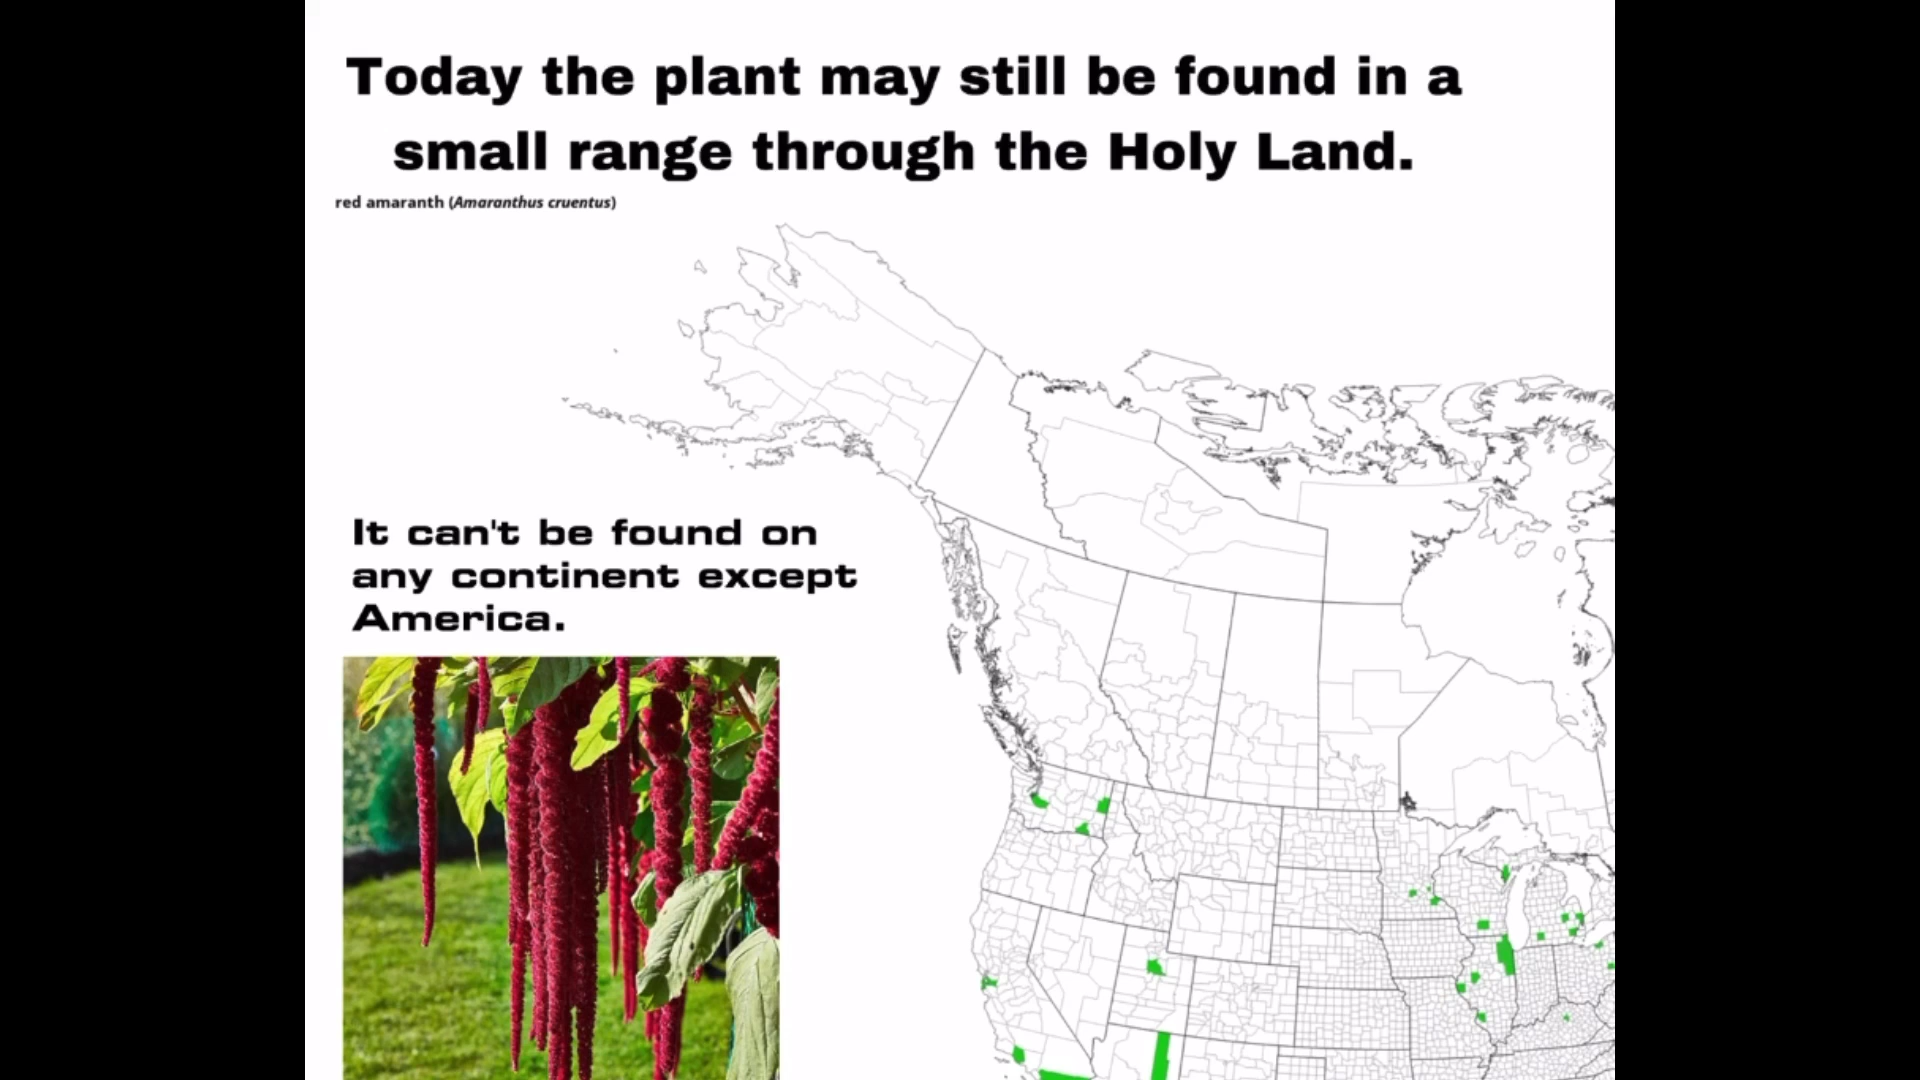 Today the plant may still be found in a
small range through the Holy Land.
red amaranth (Amaranthus cruentus)
It can't be found on
any continent except
America.